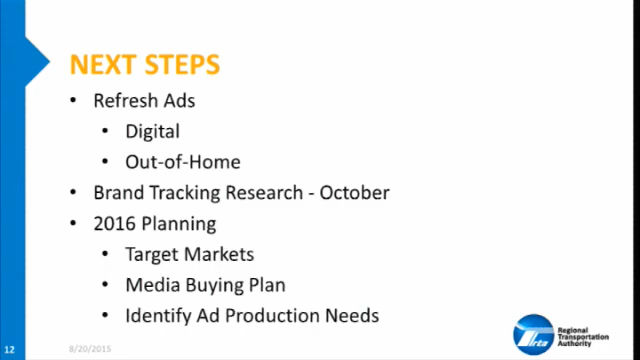 NEXT STEPS
• Refresh Ads
• Digital
• Out-of-Home
• Brand Tracking Research - October
• 2016 Planning
• Target Markets
• Media Buying Plan
• Identify Ad Production Needs
12
8/20/2015
rta
Regional
Transportation
Authority